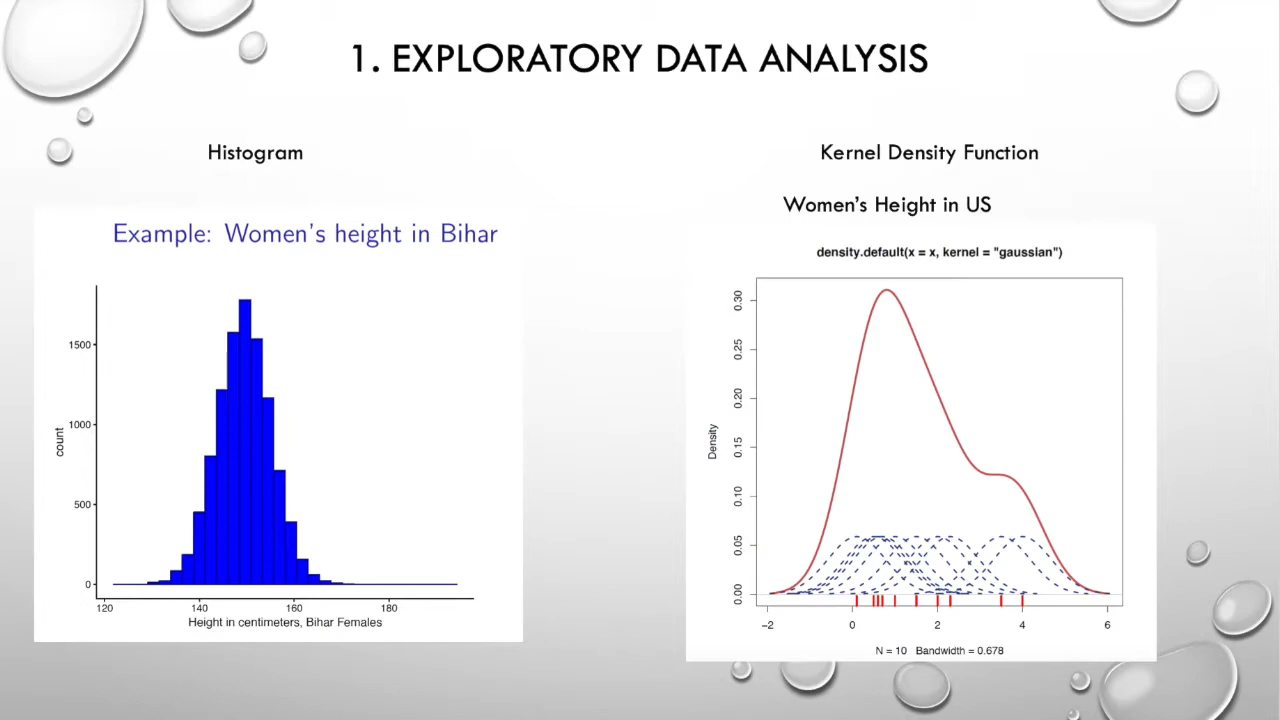 1. EXPLORATORY DATA ANALYSIS
Histogram
Example: Women's height in Bihar
1500
1000
500
0
count
120 140 160 180
Height in centimeters, Bihar Females
Kernel Density Function
Women's Height in US
density.default(x = x, kernel = "gaussian")
0.30
0.25
0.20
0.15
0.10
0.05
0.00
Density
−2 0 2 4 6
N = 10 Bandwidth = 0.678